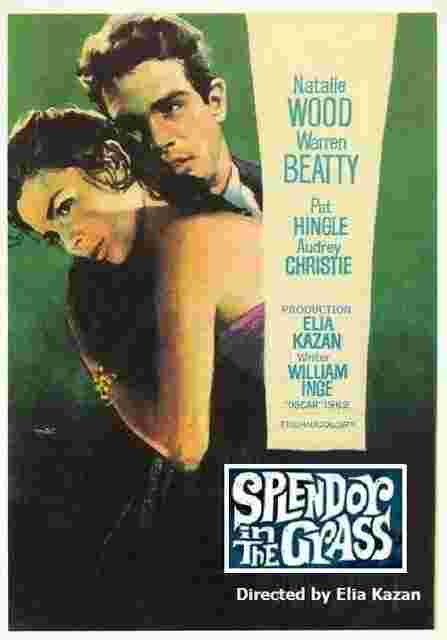 Natalie
WOOD
Warren
BEATTY
Pat
HINGLE
Audrey
CHRISTIE
PRODUCTION
ELIA
KAZAN
Writer
WILLIAM
INGE
"OSCAR" 1962
TECHNICOLOR
SPLENDOR
in
THE GRASS
Directed by Elia Kazan